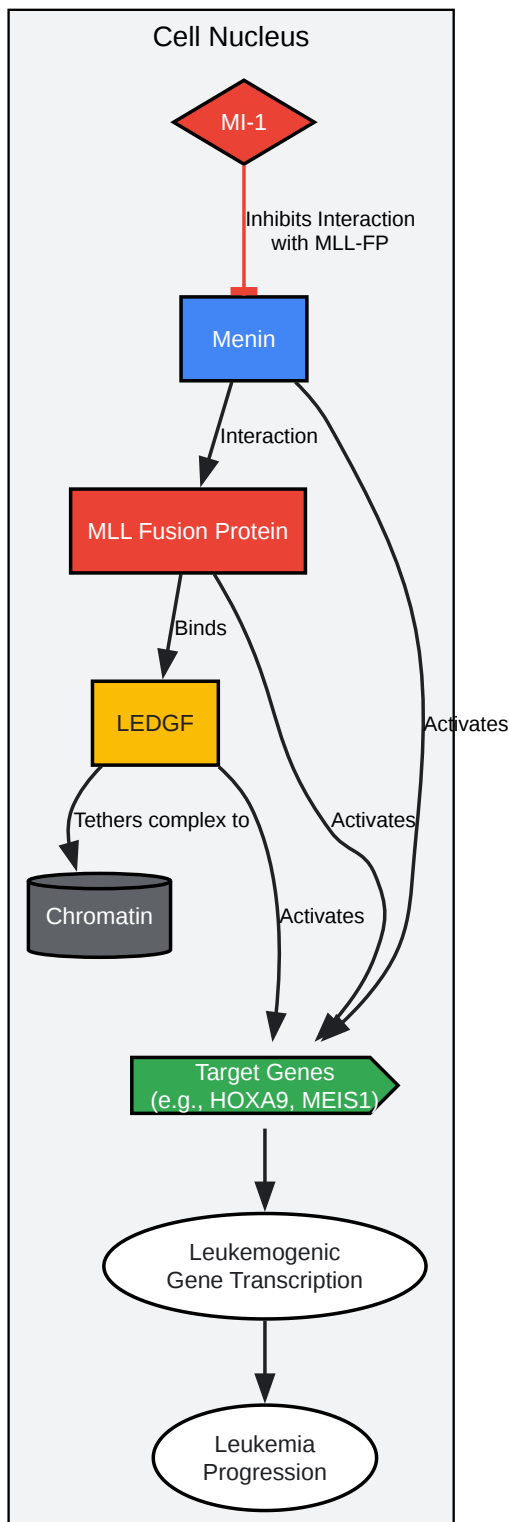 Cell Nucleus
MI-1
Inhibits Interaction
with MLL-FP
Menin
Interaction
MLL Fusion Protein
Binds
LEDGF
Activates
Tethers complex to
Activates
Chromatin
Activates
Target Genes
(e.g., HOXA9, MEIS1)
Leukemogenic
Gene Transcription
Leukemia
Progression